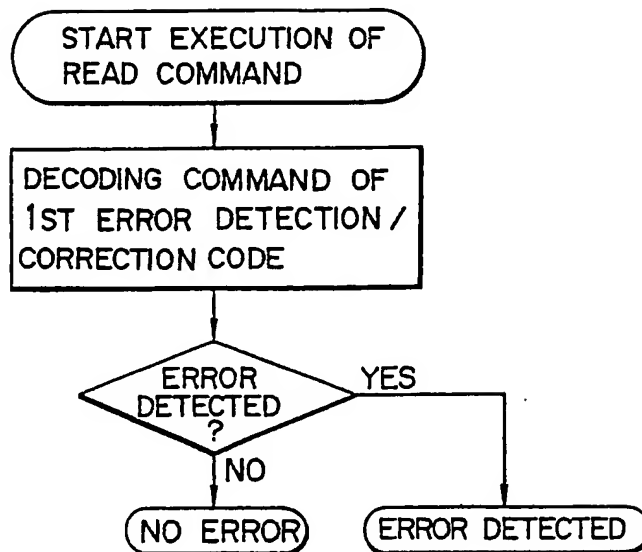 START EXECUTION OF
READ COMMAND
DECODING COMMAND OF
1ST ERROR DETECTION /
CORRECTION CODE
ERROR
DETECTED
?
YES
NO
NO ERROR
ERROR DETECTED